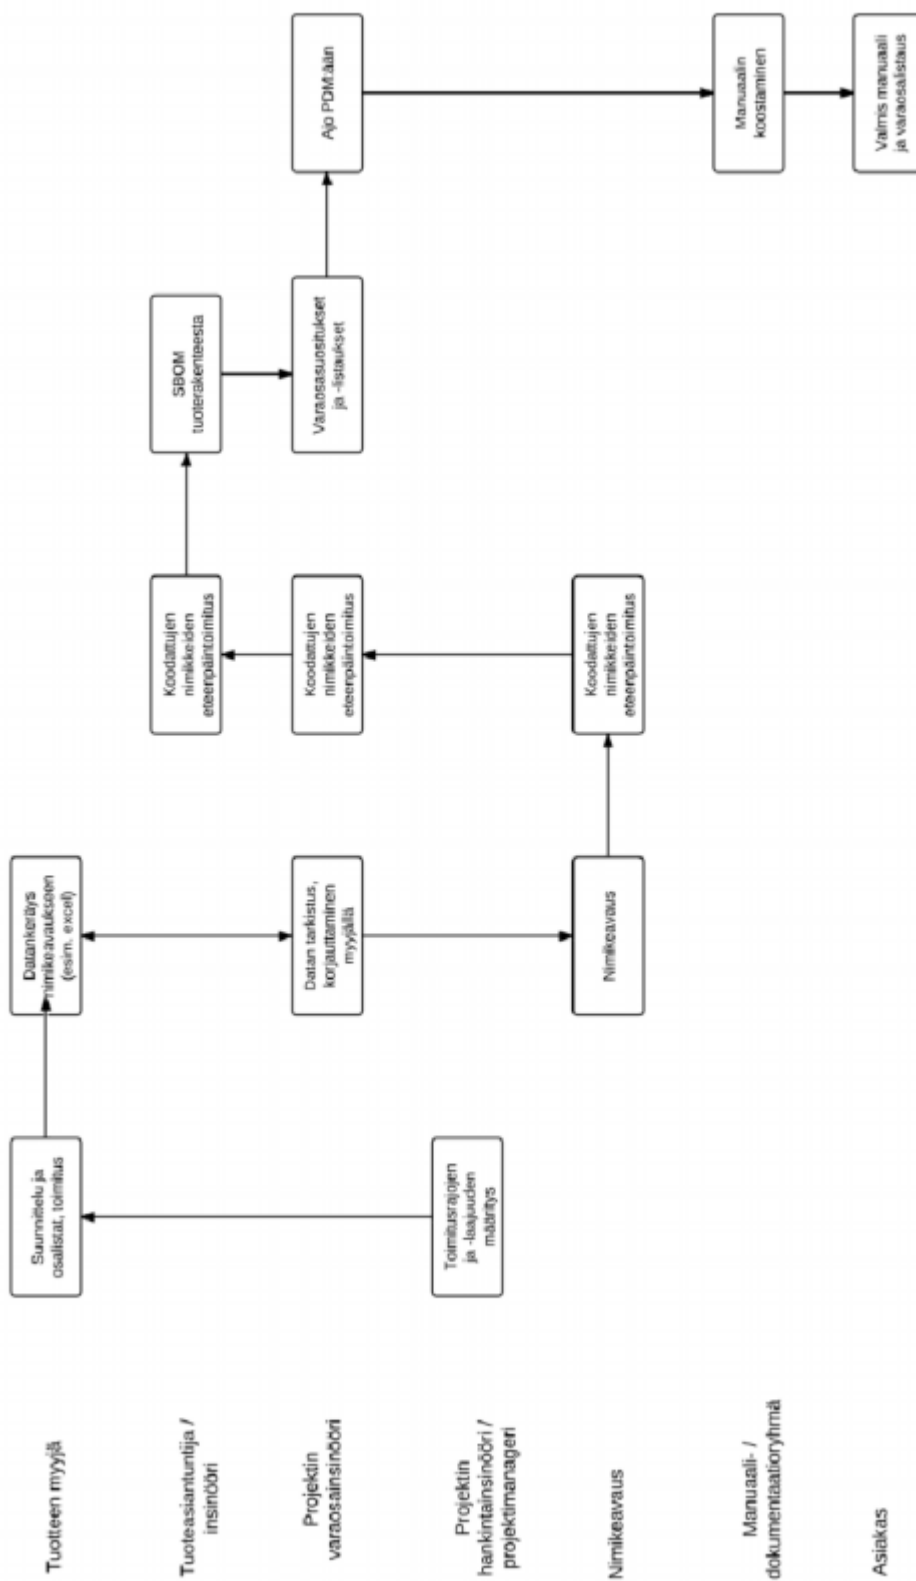 Tuotteen myyjä
Suunnittelu ja
osalistat, toimitus
Datankeräys
nimikeavaukseen
(esim. excel)
Tuoteasiantuntija /
insinööri
Koodattujen
nimikkeiden
eteenpäintoimitus
SBOM
tuoterakenteesta
Projektin
varaosainsinööri
Datan tarkistus,
korjauttaminen
myyjällä
Koodattujen
nimikkeiden
eteenpäintoimitus
Varaosasuositukset
ja -listaukset
Ajo PDM:ään
Projektin
hankintainsinööri /
projektimanageri
Toimitusrajojen
ja -laajuuden
määritys
Nimikeavaus
Nimikeavaus
Koodattujen
nimikkeiden
eteenpäintoimitus
Manuaali- /
dokumentaatioryhmä
Manuaalin
koostaminen
Asiakas
Valmis manuaali
ja varaosalistaus